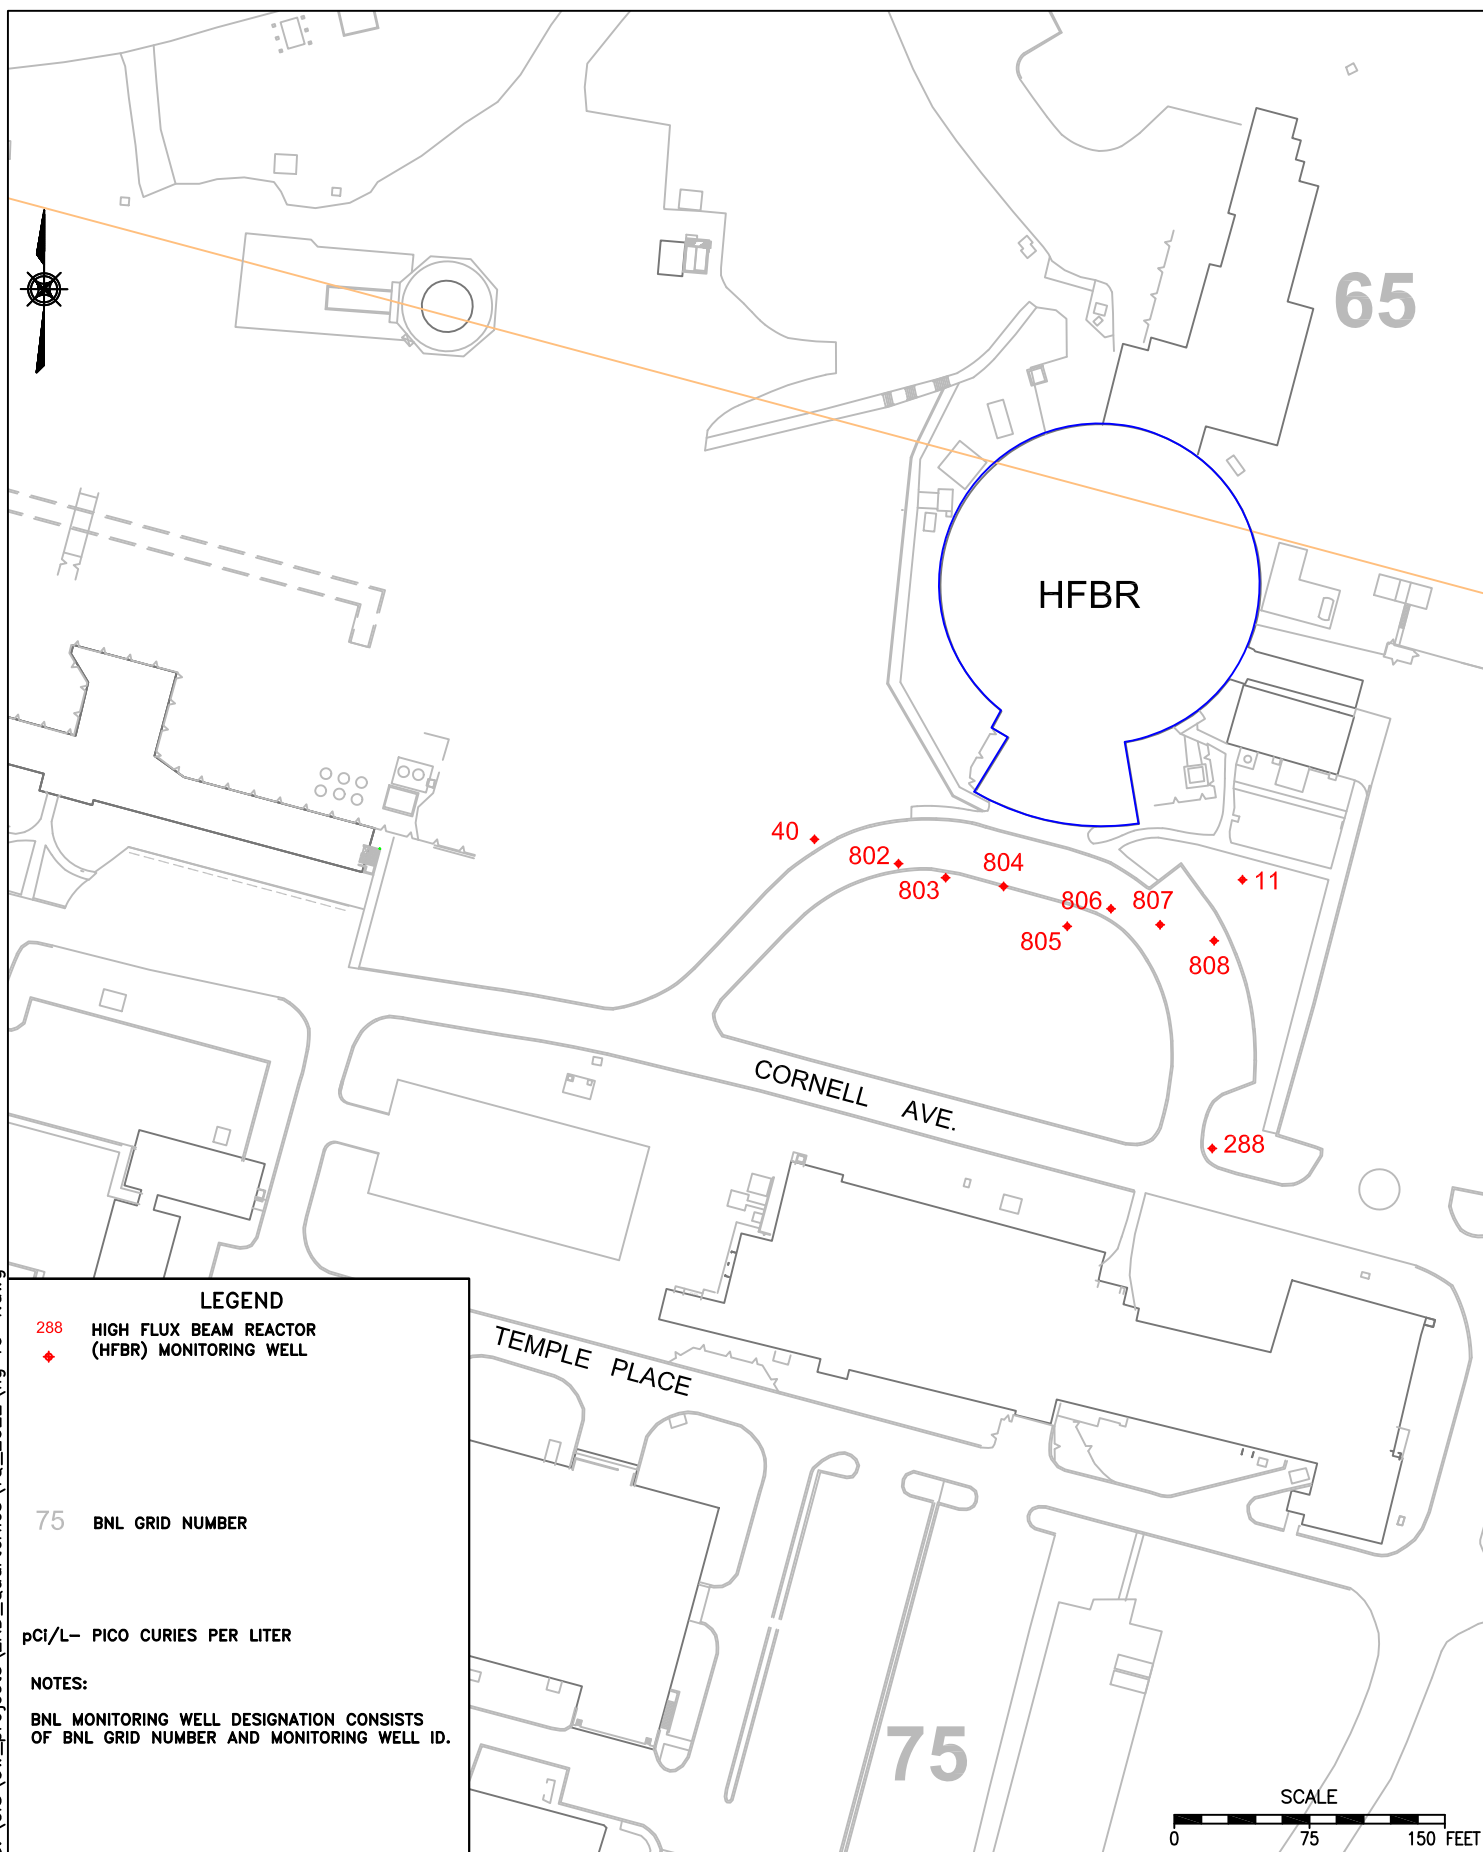 65
HFBR
40
802
803
804
806
807
805
808
11
CORNELL AVE.
288
TEMPLE PLACE
LEGEND
288
HIGH FLUX BEAM REACTOR
(HFBR) MONITORING WELL
75
BNL GRID NUMBER
pCi/L– PICO CURIES PER LITER
NOTES:
BNL MONITORING WELL DESIGNATION CONSISTS
OF BNL GRID NUMBER AND MONITORING WELL ID.
75
SCALE
0 75 150 FEET